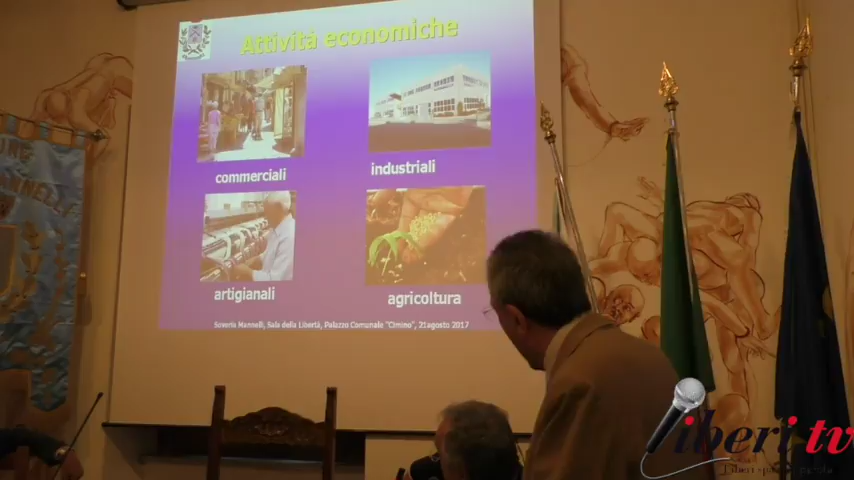 Attività economiche
commerciali
industriali
artigianali
agricoltura
Soveria Mannelli, Sala della Libertà, Palazzo Comunale "Cimino", 21agosto 2017
liberi tv